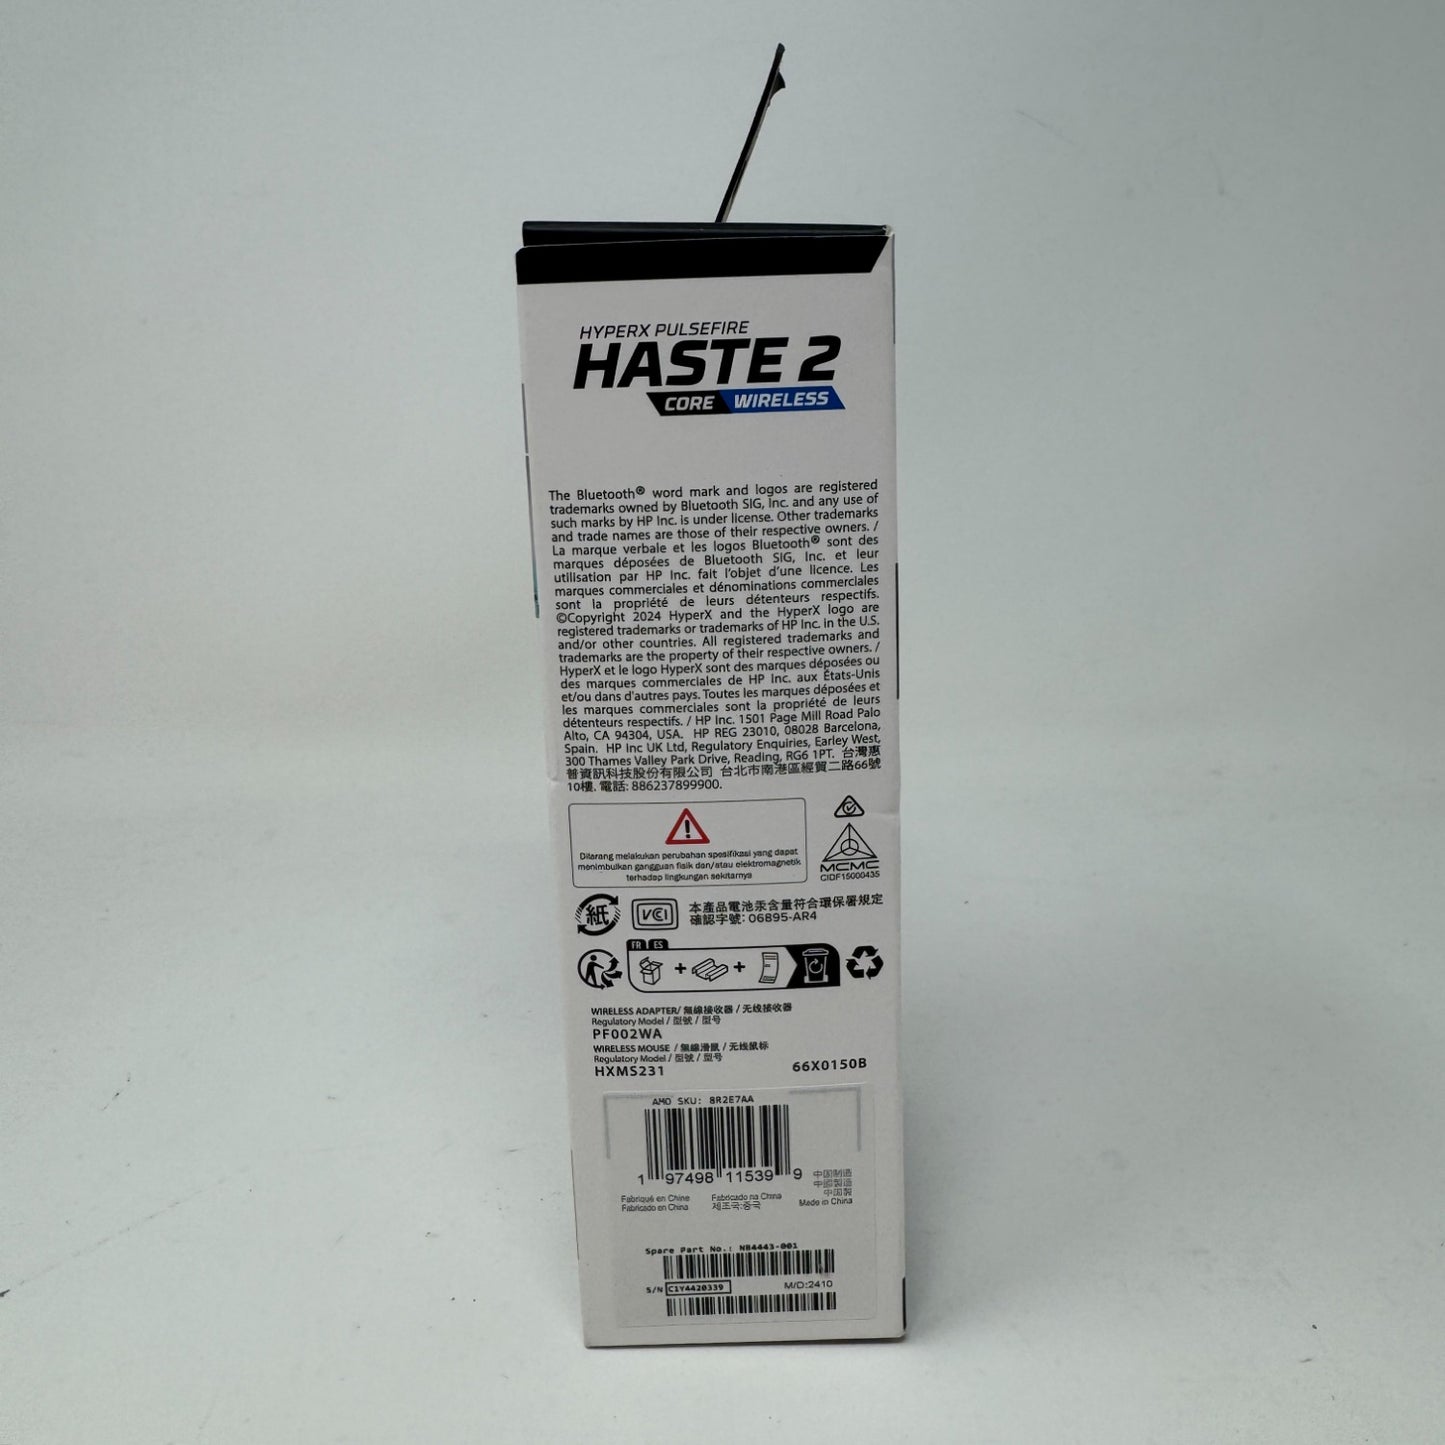 HYPERX PULSEFIRE
HASTE 2
CORE WIRELESS
The Bluetooth® word mark and logos are registered
trademarks owned by Bluetooth SIG, Inc. and any use of
such marks by HP Inc. is under license. Other trademarks
and trade names are those of their respective owners. /
La marque verbale et les logos Bluetooth® sont des
marques déposées de Bluetooth SIG, Inc. et leur
utilisation par HP Inc. fait l'objet d'une licence. Les
marques commerciales et dénominations commerciales
sont la propriété de leurs détenteurs respectifs.
©Copyright 2024 HyperX and the HyperX logo are
registered trademarks or trademarks of HP Inc. in the U.S.
and/or other countries. All registered trademarks and
trademarks are the property of their respective owners. /
HyperX et le logo HyperX sont des marques déposées ou
des marques commerciales de HP Inc. aux États-Unis
et/ou dans d'autres pays. Toutes les marques déposées et
les marques commerciales sont la propriété de leurs
détenteurs respectifs. / HP Inc. 1501 Page Mill Road Palo
Alto, CA 94304, USA. HP REG 23010, 08028 Barcelona,
Spain. HP Inc UK Ltd, Regulatory Enquiries, Earley West,
300 Thames Valley Park Drive, Reading, RG6 1PT. 台灣惠
普資訊科技股份有限公司 台北市南港區經貿二路66號
10樓. 電話: 886237899900.
Dilarang melakukan perubahan spesifikasi yang dapat
menimbulkan gangguan fisik dan/atau elektromagnetik
terhadap lingkungan sekitarnya
MCMC
CIDF15000435
紙
VCI
本產品電池汞含量符合環保署規定
確認字號: 06895-AR4
FR ES
WIRELESS ADAPTER/ 無線接收器 / 无线接收器
Regulatory Model / 型號 / 型号
PF002WA
WIRELESS MOUSE / 無線滑鼠 / 无线鼠标
Regulatory Model / 型號 / 型号
HXMS231
66X0150B
AMO SKU: 8R2E7AA
1 97498 11539 9
中国制造
中國製造
中国製
Made in China
Fabriqué en Chine
Fabricado na China
Fabricado en China
제조국:중국
Spare Part No.: N84443-001
S/N C1Y4420339
M/D:2410